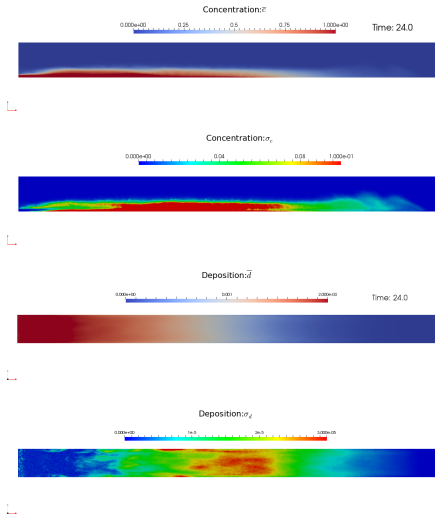 Concentration:c̅
0.000e+00 0.25 0.5 0.75 1.000e+00
Time: 24.0
Concentration:σc
0.000e+00 0.04 0.08 1.000e-01
Deposition:d̅
0.000e+00 0.001 2.000e-03
Time: 24.0
Deposition:σd
0.000e+00 1e-5 2e-5 3.000e-05